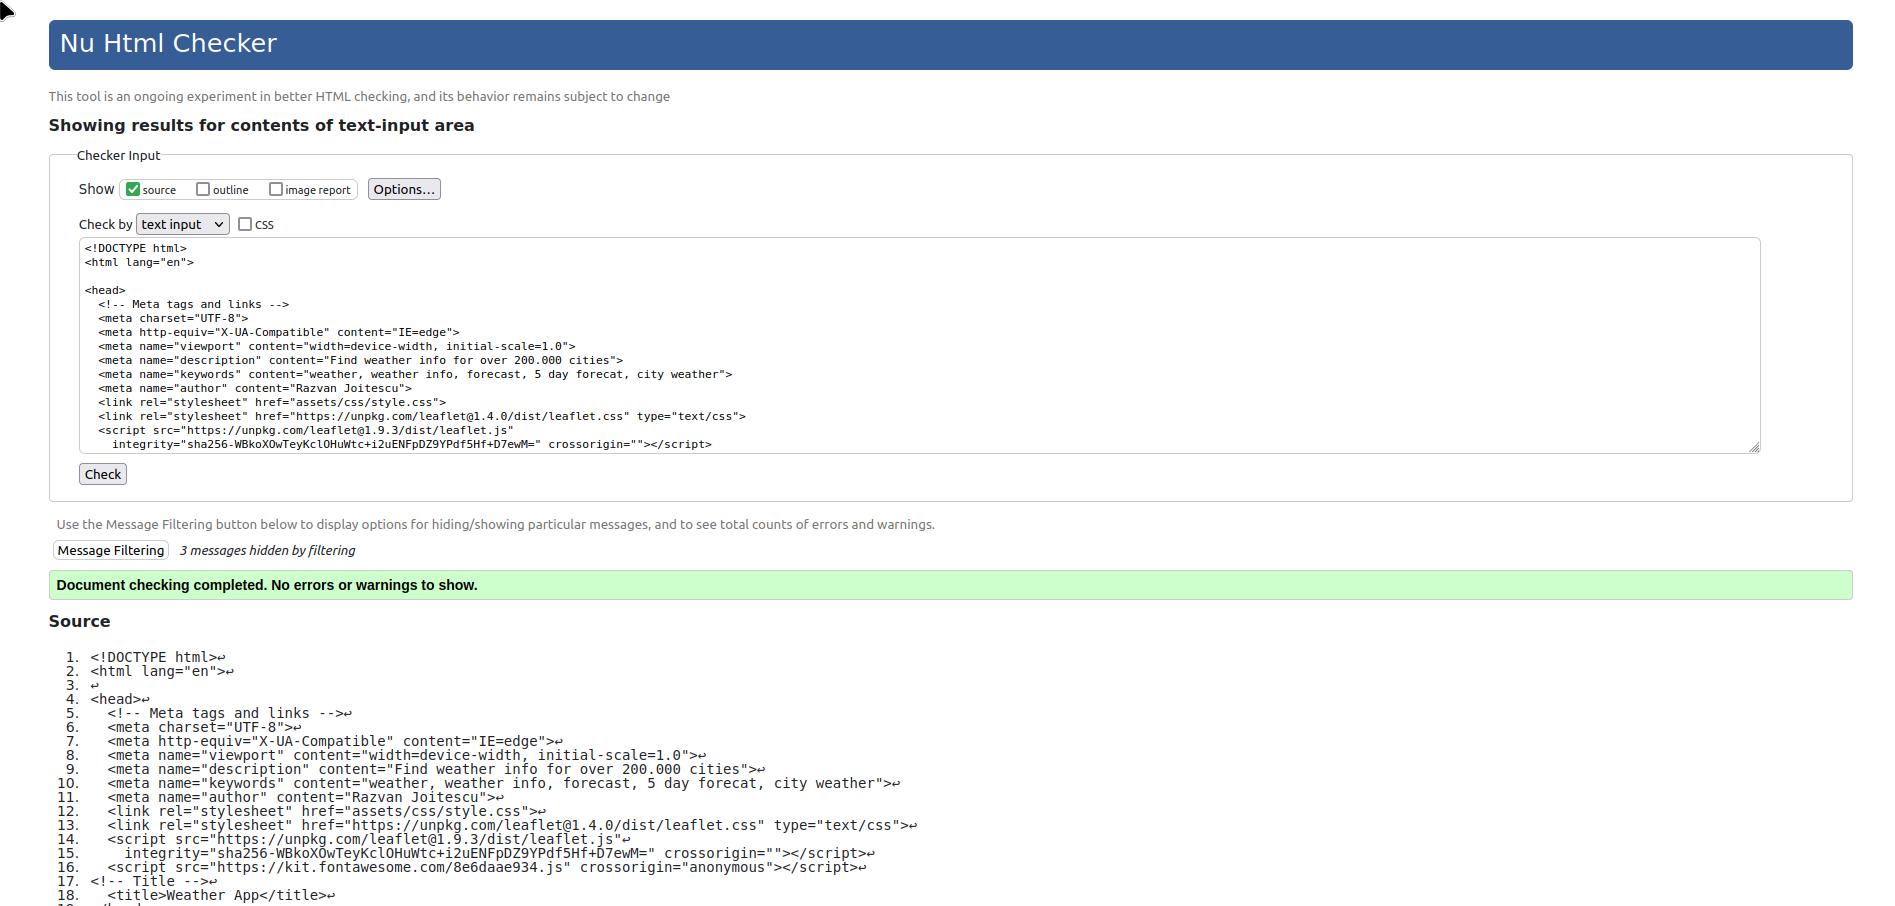 Nu Html Checker
This tool is an ongoing experiment in better HTML checking, and its behavior remains subject to change
Showing results for contents of text-input area
Checker Input
Show source outline image report Options...
Check by text input CSS
<!DOCTYPE html>
<html lang="en">
<head>
<!-- Meta tags and links -->
<meta charset="UTF-8">
<meta http-equiv="X-UA-Compatible" content="IE=edge">
<meta name="viewport" content="width=device-width, initial-scale=1.0">
<meta name="description" content="Find weather info for over 200.000 cities">
<meta name="keywords" content="weather, weather info, forecast, 5 day forecat, city weather">
<meta name="author" content="Razvan Joitescu">
<link rel="stylesheet" href="assets/css/style.css">
<link rel="stylesheet" href="https://unpkg.com/leaflet@1.4.0/dist/leaflet.css" type="text/css">
<script src="https://unpkg.com/leaflet@1.9.3/dist/leaflet.js"
integrity="sha256-WBkoXOwTeyKclOHuWtc+i2uENFpDZ9YPdf5Hf+D7ewM=" crossorigin=""></script>
Check
Use the Message Filtering button below to display options for hiding/showing particular messages, and to see total counts of errors and warnings.
Message Filtering 3 messages hidden by filtering
Document checking completed. No errors or warnings to show.
Source
1. <!DOCTYPE html>↩
2. <html lang="en">↩
3. ↩
4. <head>↩
5. <!-- Meta tags and links -->↩
6. <meta charset="UTF-8">↩
7. <meta http-equiv="X-UA-Compatible" content="IE=edge">↩
8. <meta name="viewport" content="width=device-width, initial-scale=1.0">↩
9. <meta name="description" content="Find weather info for over 200.000 cities">↩
10. <meta name="keywords" content="weather, weather info, forecast, 5 day forecat, city weather">↩
11. <meta name="author" content="Razvan Joitescu">↩
12. <link rel="stylesheet" href="assets/css/style.css">↩
13. <link rel="stylesheet" href="https://unpkg.com/leaflet@1.4.0/dist/leaflet.css" type="text/css">↩
14. <script src="https://unpkg.com/leaflet@1.9.3/dist/leaflet.js"↩
15. integrity="sha256-WBkoXOwTeyKclOHuWtc+i2uENFpDZ9YPdf5Hf+D7ewM=" crossorigin=""></script>↩
16. <script src="https://kit.fontawesome.com/8e6daae934.js" crossorigin="anonymous"></script>↩
17. <!-- Title -->↩
18. <title>Weather App</title>↩